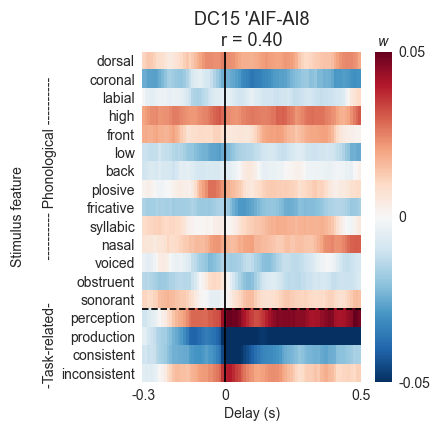 DC15 'AIF-AI8
r = 0.40
w
dorsal
coronal
labial
high
front
low
back
plosive
fricative
syllabic
nasal
voiced
obstruent
sonorant
perception
production
consistent
inconsistent
Stimulus feature
---------- Phonological ----------
-Task-related-
0.05
0
-0.05
-0.3
0
0.5
Delay (s)